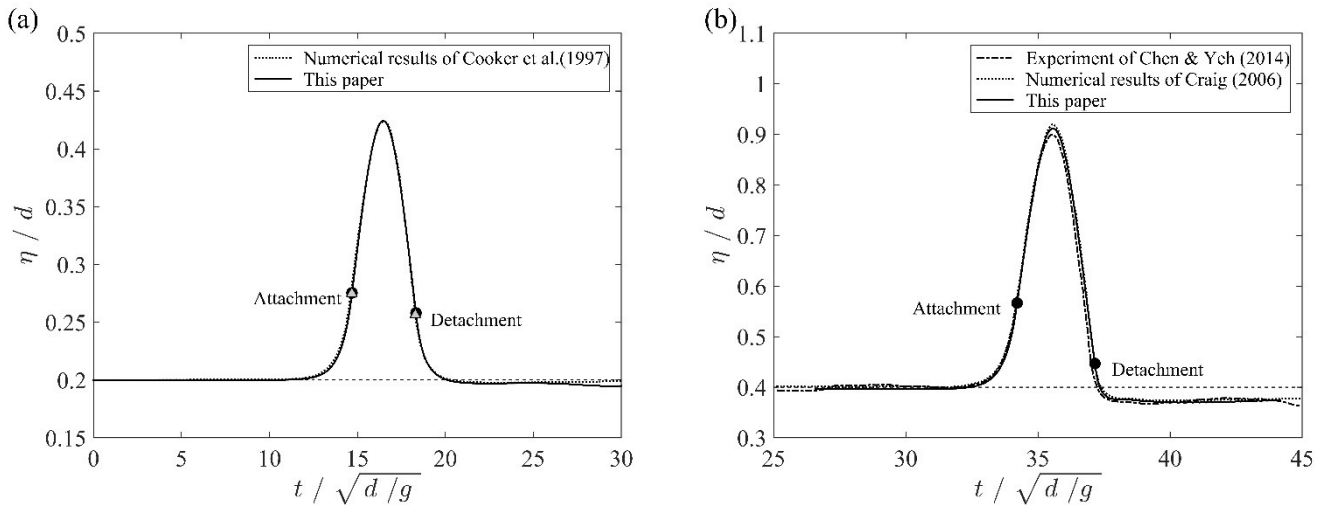 (a)
0.5
0.45
0.4
0.35
0.3
0.25
0.2
0.15
η / d
Numerical results of Cooker et al.(1997)
This paper
Attachment
Detachment
0 5 10 15 20 25 30
t / √d /g
(b)
1.1
1
0.9
0.8
0.7
0.6
0.5
0.4
0.3
η / d
Experiment of Chen & Yeh (2014)
Numerical results of Craig (2006)
This paper
Attachment
Detachment
25 30 35 40 45
t / √d /g